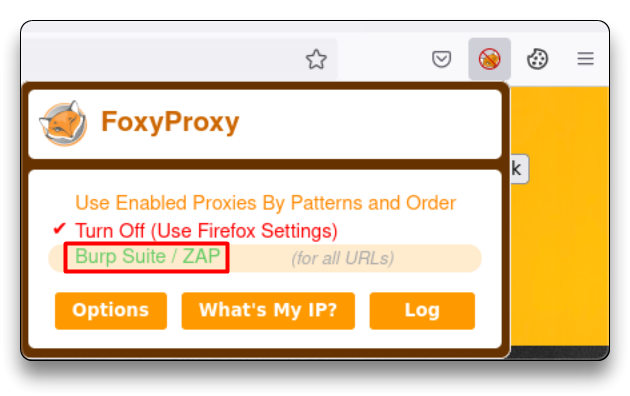 FoxyProxy
k
Use Enabled Proxies By Patterns and Order
✔ Turn Off (Use Firefox Settings)
Burp Suite / ZAP (for all URLs)
Options What's My IP? Log